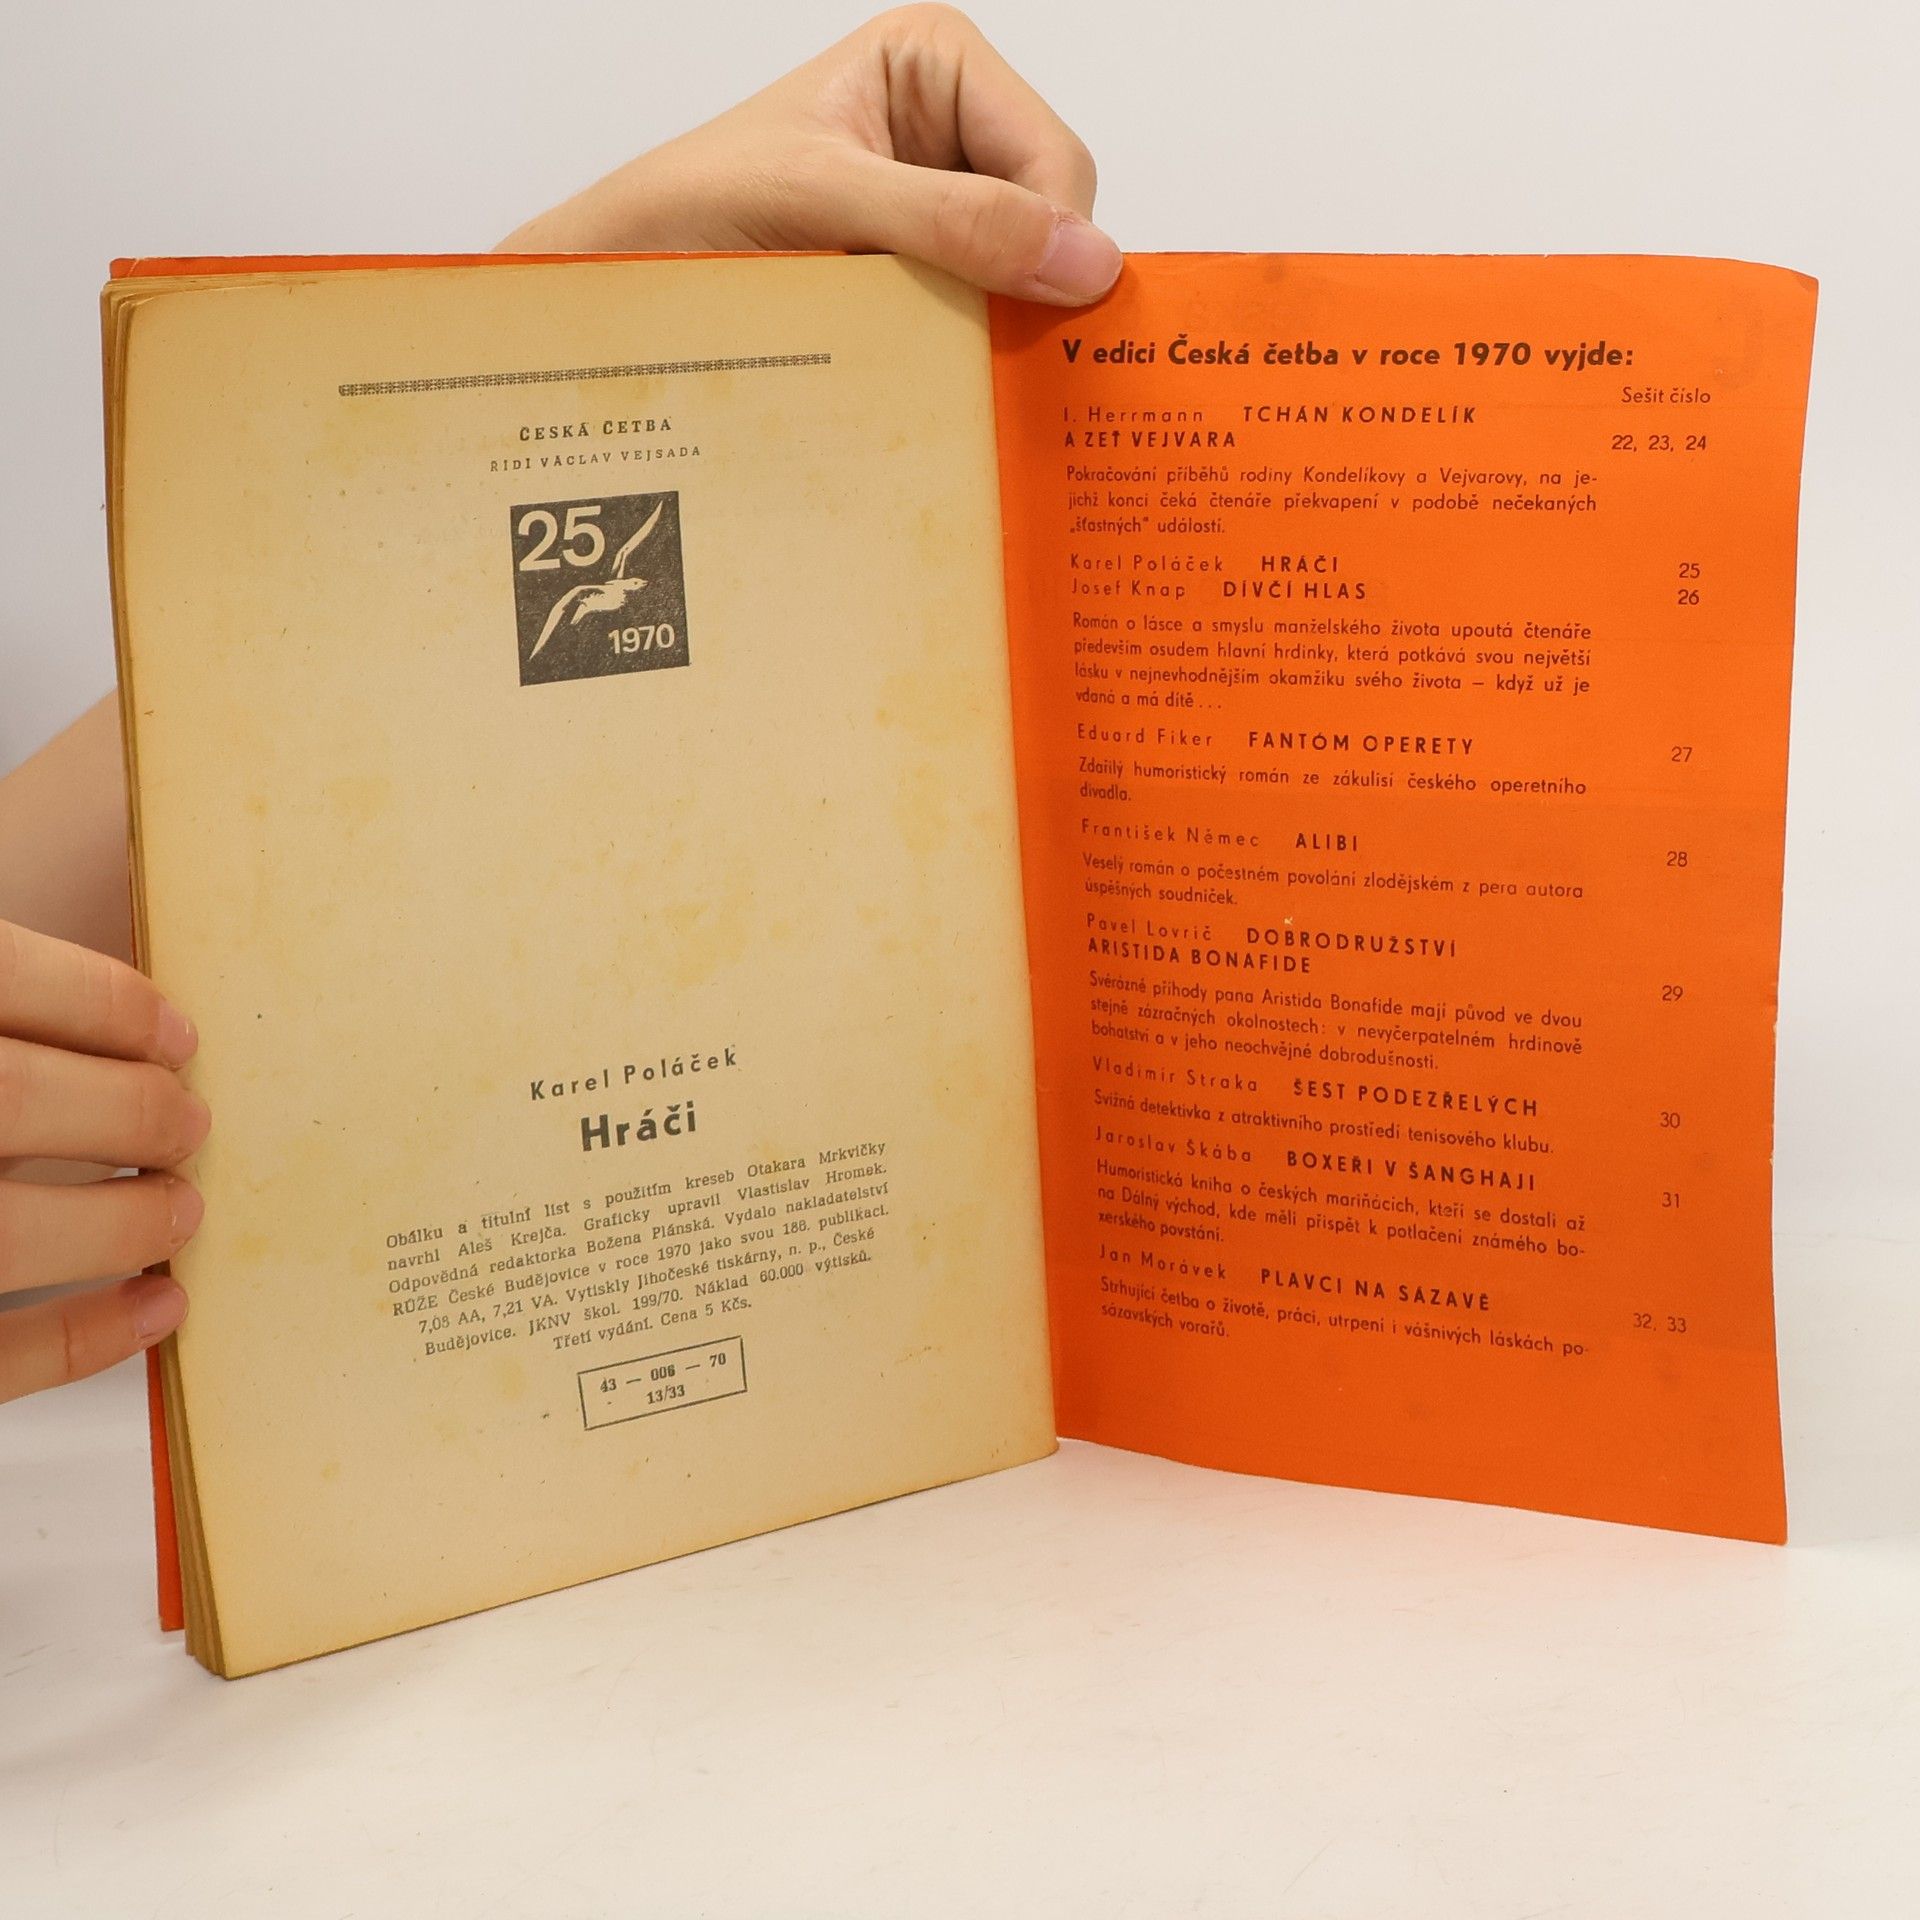 ČESKÁ ČETBA
ŘÍDÍ VÁCLAV VEJSADA
25
1970
Karel Poláček
Hráči
Obálku a titulní list s použitím kreseb Otakara Mrkvičky
navrhl Aleš Krejča. Graficky upravil Vlastislav Hromek.
Odpovědná redaktorka Božena Plánská. Vydalo nakladatelství
RŮŽE České Budějovice v roce 1970 jako svou 188. publikaci.
7,08 AA, 7,21 VA. Vytiskly Jihočeské tiskárny, n. p., České
Budějovice. JKNV škol. 199/70. Náklad 60.000 výtisků.
Třetí vydání. Cena 5 Kčs.
43 — 006 — 70
13/33
V edici Česká četba v roce 1970 vyjde:
Sešit číslo
I. Herrmann TCHÁN KONDELÍK
A ZEŤ VEJVARA 22, 23, 24
Pokračování příběhů rodiny Kondelíkovy a Vejvarovy, na je-
jichž konci čeká čtenáře překvapení v podobě nečekaných
„šťastných" událostí.
Karel Poláček HRÁČI 25
Josef Knap DÍVČÍ HLAS 26
Román o lásce a smyslu manželského života upoutá čtenáře
především osudem hlavní hrdinky, která potkává svou největší
lásku v nejnevhodnějším okamžiku svého života — když už je
vdaná a má dítě . . .
Eduard Fiker FANTÓM OPERETY 27
Zdařilý humoristický román ze zákulisí českého operetního
divadla.
František Němec ALIBI 28
Veselý román o počestném povolání zlodějském z pera autora
úspěšných soudniček.
Pavel Lovrič DOBRODRUŽSTVÍ
ARISTIDA BONAFIDE 29
Svérázné příhody pana Aristida Bonafide mají původ ve dvou
stejně zázračných okolnostech: v nevyčerpatelném hrdinově
bohatství a v jeho neochvějné dobrodušnosti.
Vladimír Straka ŠEST PODEZŘELÝCH 30
Svižná detektivka z atraktivního prostředí tenisového klubu.
Jaroslav Škába BOXEŘI V ŠANGHAJI 31
Humoristická kniha o českých mariňácích, kteří se dostali až
na Dálný východ, kde měli přispět k potlačení známého bo-
xerského povstání.
Jan Morávek PLAVCI NA SÁZAVĚ 32, 33
Strhující četba o životě, práci, utrpení i vášnivých láskách po-
sázavských vorařů.